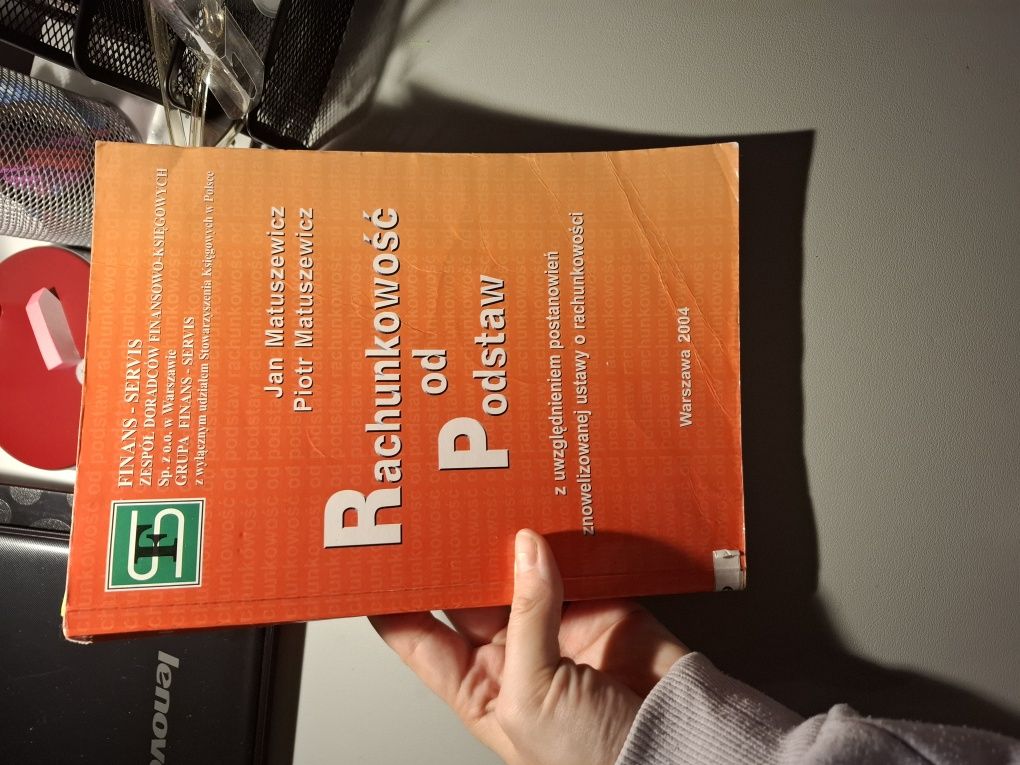 FINANS - SERVIS
ZESPÓŁ DORADCÓW FINANSOWO-KSIĘGOWYCH
Sp. z o.o. w Warszawie
GRUPA FINANS - SERVIS
z wyłącznym udziałem Stowarzyszenia Księgowych w Polsce
SF
Jan Matuszewicz
Piotr Matuszewicz
Rachunkowość
od
Podstaw
z uwzględnieniem postanowień
znowelizowanej ustawy o rachunkowości
Warszawa 2004
lenovo